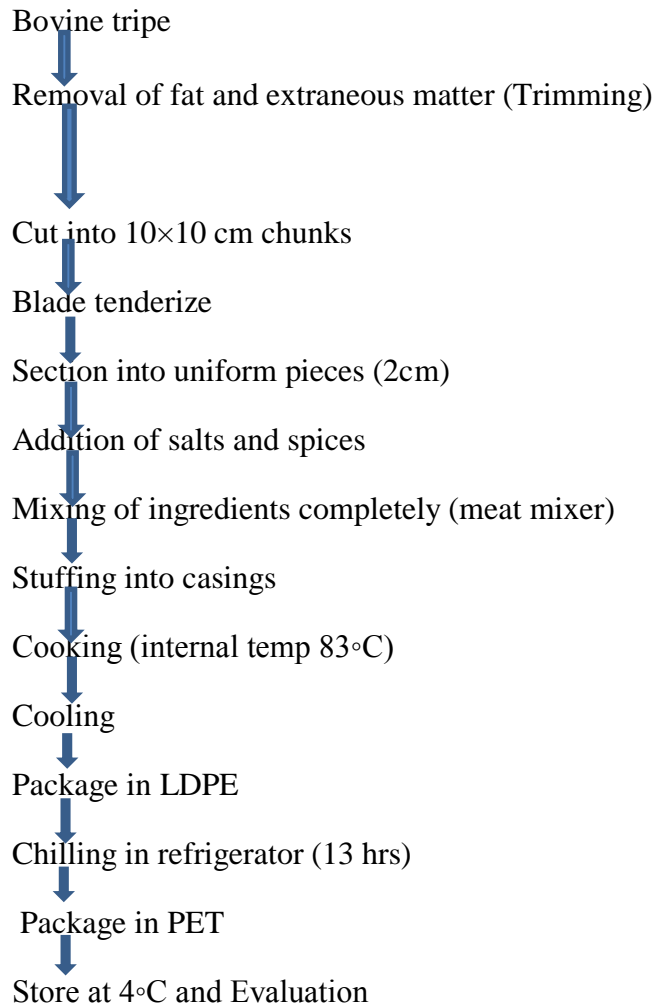 Bovine tripe
Removal of fat and extraneous matter (Trimming)
Cut into 10×10 cm chunks
Blade tenderize
Section into uniform pieces (2cm)
Addition of salts and spices
Mixing of ingredients completely (meat mixer)
Stuffing into casings
Cooking (internal temp 83◦C)
Cooling
Package in LDPE
Chilling in refrigerator (13 hrs)
Package in PET
Store at 4◦C and Evaluation